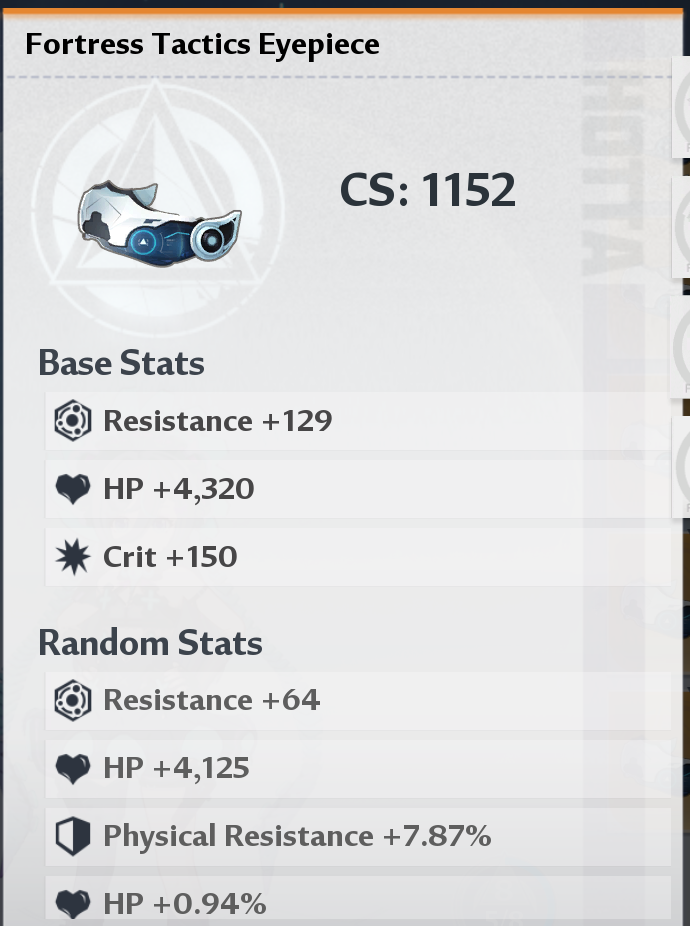 Fortress Tactics Eyepiece
HOTTA
CS: 1152
Base Stats
Resistance +129
HP +4,320
Crit +150
Random Stats
Resistance +64
HP +4,125
Physical Resistance +7.87%
HP +0.94%